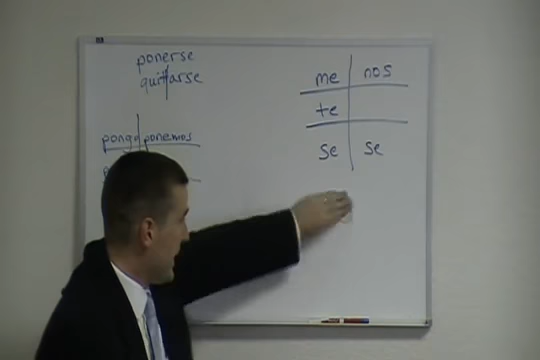 ponerse
quitarse
me nos
te
se se
pongo ponemos